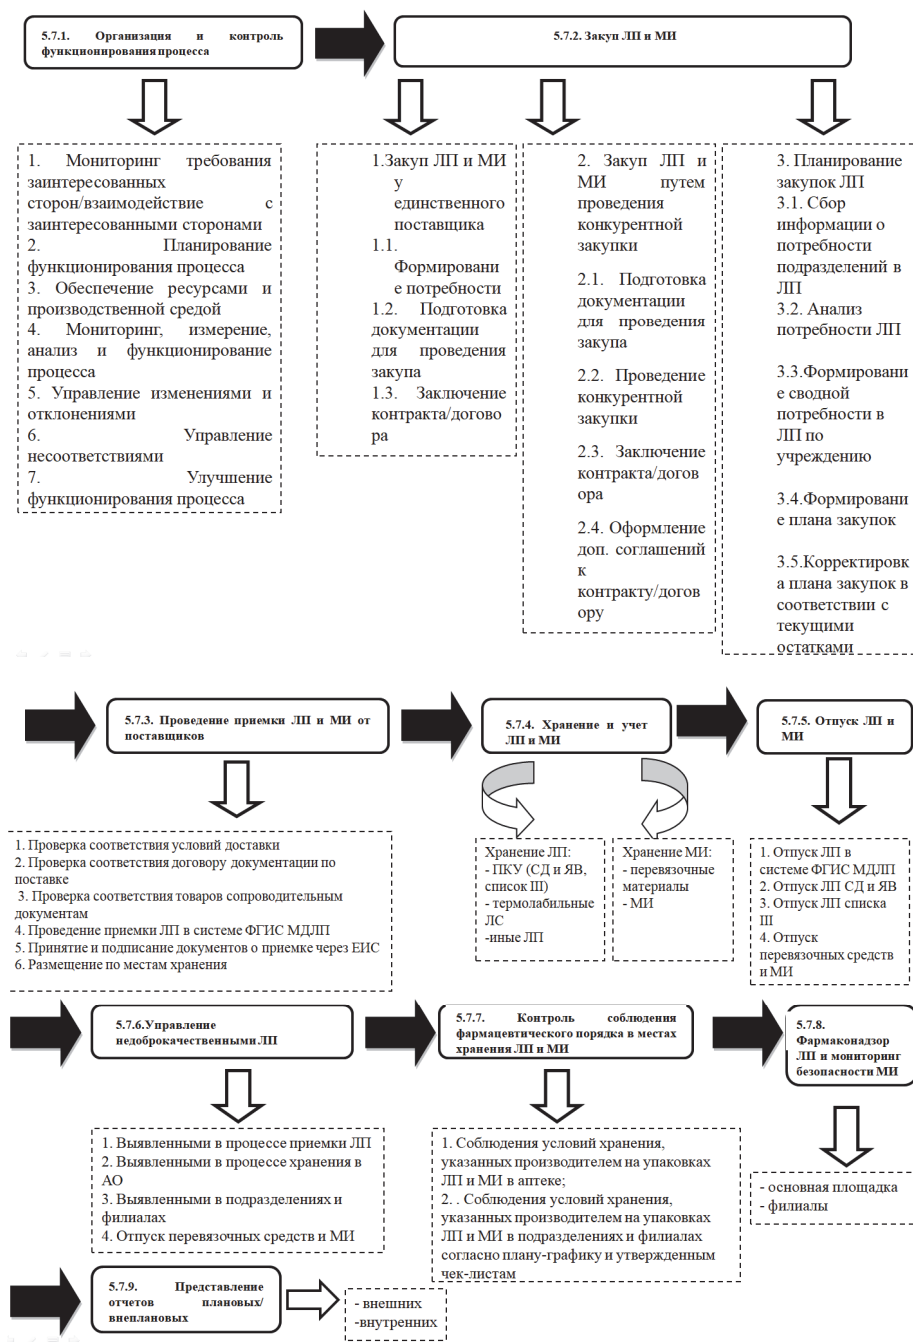 5.7.1. Организация и контроль
функционирования процесса
5.7.2. Закуп ЛП и МИ
1. Мониторинг требования
заинтересованных
сторон/взаимодействие с
заинтересованными сторонами
2. Планирование
функционирования процесса
3. Обеспечение ресурсами и
производственной средой
4. Мониторинг, измерение,
анализ и функционирование
процесса
5. Управление изменениями и
отклонениями
6. Управление
несоответствиями
7. Улучшение
функционирования процесса
1.Закуп ЛП и МИ
у
единственного
поставщика
1.1.
Формировани
е потребности
1.2. Подготовка
документации
для проведения
закупа
1.3. Заключение
контракта/догово
ра
2. Закуп ЛП и
МИ путем
проведения
конкурентной
закупки
2.1. Подготовка
документации
для проведения
закупа
2.2. Проведение
конкурентной
закупки
2.3. Заключение
контракта/догов
ора
2.4. Оформление
доп. соглашений
к
контракту/догов
ору
3. Планирование
закупок ЛП
3.1. Сбор
информации о
потребности
подразделений в
ЛП
3.2. Анализ
потребности ЛП
3.3.Формировани
е сводной
потребности в
ЛП по
учреждению
3.4.Формировани
е плана закупок
3.5.Корректировк
а плана закупок в
соответствии с
текущими
остатками
5.7.3. Проведение приемки ЛП и МИ от
поставщиков
5.7.4. Хранение и учет
ЛП и МИ
5.7.5. Отпуск ЛП и
МИ
1. Проверка соответствия условий доставки
2. Проверка соответствия договору документации по
поставке
3. Проверка соответствия товаров сопроводительным
документам
4. Проведение приемки ЛП в системе ФГИС МДЛП
5. Принятие и подписание документов о приемке через ЕИС
6. Размещение по местам хранения
Хранение ЛП:
- ПКУ (СД и ЯВ,
список III)
- термолабильные
ЛС
-иные ЛП
Хранение МИ:
- перевязочные
материалы
- МИ
1. Отпуск ЛП в
системе ФГИС МДЛП
2. Отпуск ЛП СД и ЯВ
3. Отпуск ЛП списка
III
4. Отпуск
перевязочных средств
и МИ
5.7.6.Управление
недоброкачественными ЛП
5.7.7. Контроль соблюдения
фармацевтического порядка в местах
хранения ЛП и МИ
5.7.8.
Фармаконадзор
ЛП и мониторинг
безопасности МИ
1. Выявленными в процессе приемки ЛП
2. Выявленными в процессе хранения в
АО
3. Выявленными в подразделениях и
филиалах
4. Отпуск перевязочных средств и МИ
1. Соблюдения условий хранения,
указанных производителем на упаковках
ЛП и МИ в аптеке;
2. . Соблюдения условий хранения,
указанных производителем на упаковках
ЛП и МИ в подразделениях и филиалах
согласно плану-графику и утвержденным
чек-листам
- основная площадка
- филиалы
5.7.9. Представление
отчетов плановых/
внеплановых
- внешних
-внутренних